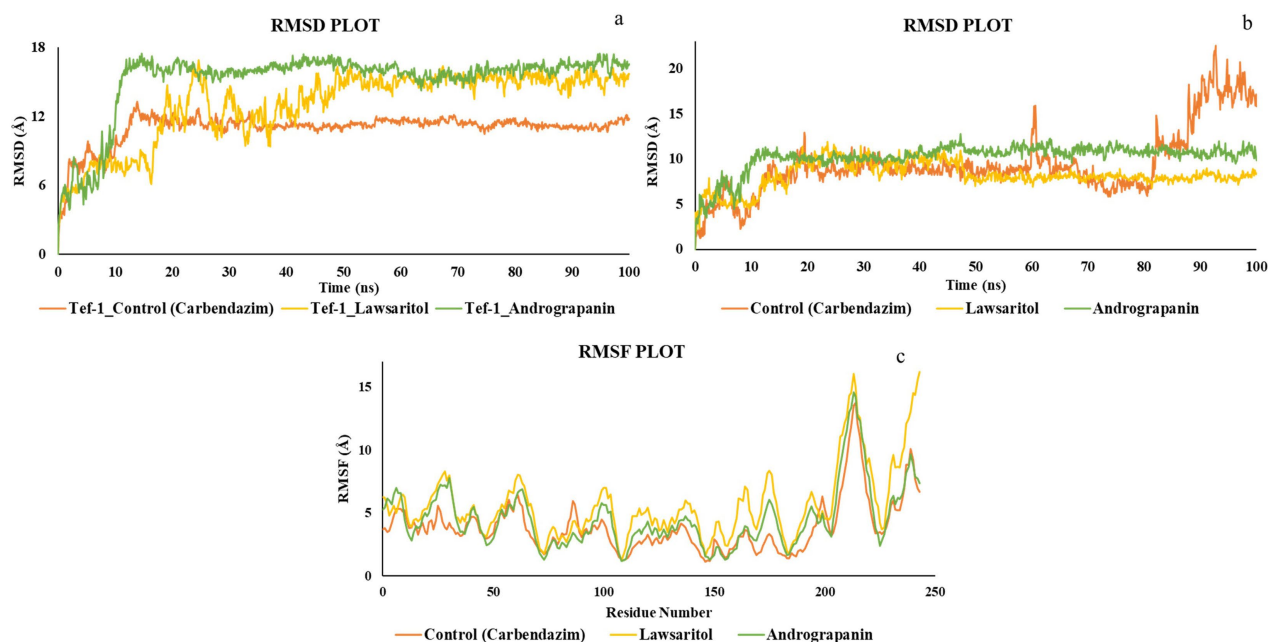 RMSD PLOT
a
18
12
6
0
RMSD (Å)
0 10 20 30 40 50 60 70 80 90 100
Time (ns)
Tef-1_Control (Carbendazim) Tef-1_Lawsaritol Tef-1_Andrograpanin
RMSD PLOT
b
20
15
10
5
0
RMSD (Å)
0 10 20 30 40 50 60 70 80 90 100
Time (ns)
Control (Carbendazim) Lawsaritol Andrograpanin
RMSF PLOT
c
15
10
5
0
RMSF (Å)
0 50 100 150 200 250
Residue Number
Control (Carbendazim) Lawsaritol Andrograpanin